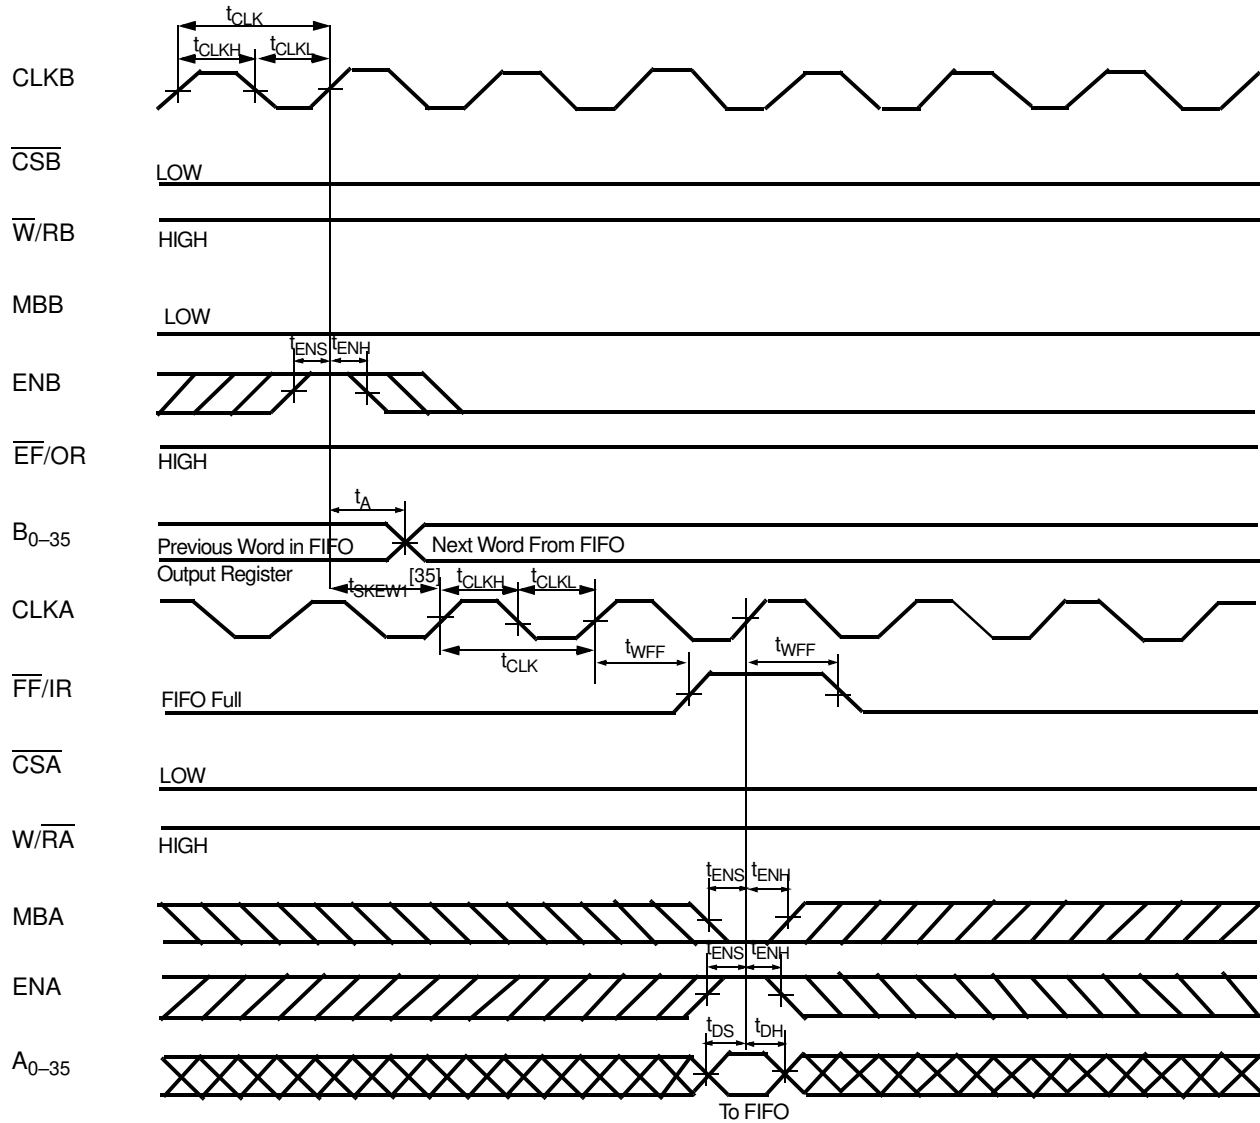 tCLK
tCLKH tCLKL
CLKB
CSB
LOW
W/RB
HIGH
MBB
LOW
tENS tENH
ENB
EF/OR
HIGH
tA
B0–35
Previous Word in FIFO Next Word From FIFO
Output Register
tSKEW1[35] tCLKH tCLKL
CLKA
tCLK tWFF tWFF
FF/IR
FIFO Full
CSA
LOW
W/RA
HIGH
tENS tENH
MBA
tENS tENH
ENA
tDS tDH
A0–35
To FIFO